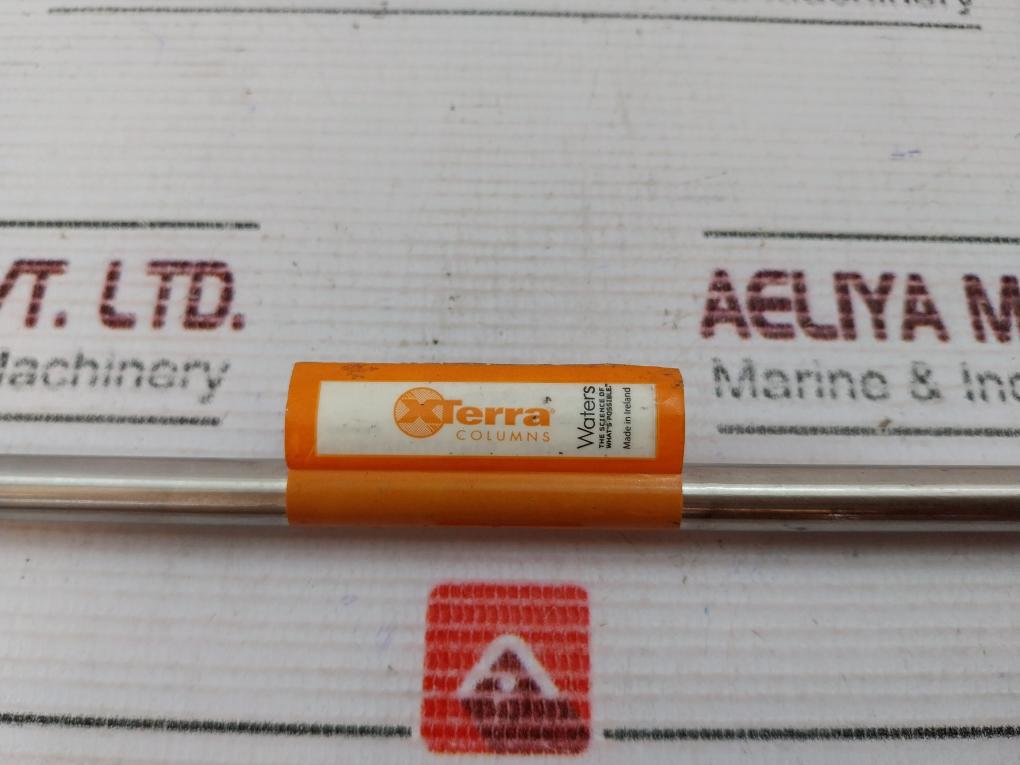 VT. LTD.
Machinery
AELIYA M
Marine & Ind
XTerra®
COLUMNS
Waters
THE SCIENCE OF
WHAT'S POSSIBLE.
Made in Ireland